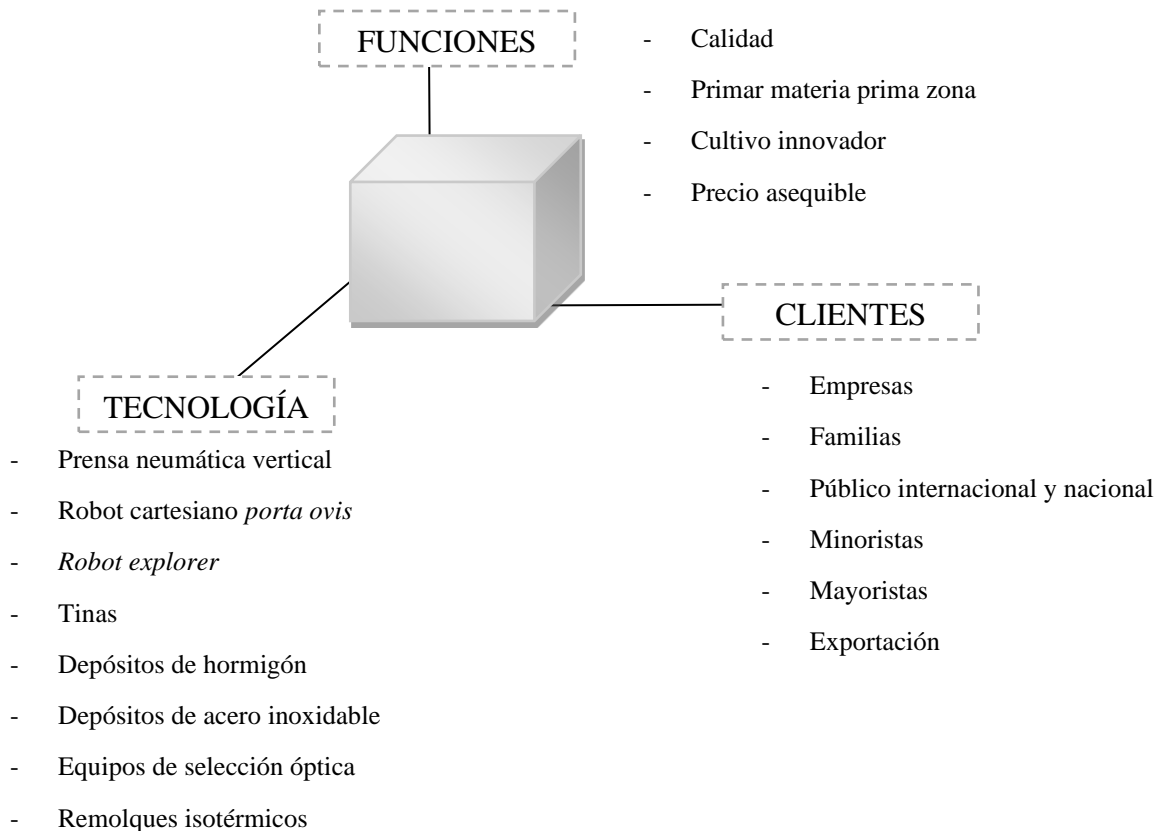 FUNCIONES
- Calidad
- Primar materia prima zona
- Cultivo innovador
- Precio asequible
CLIENTES
- Empresas
- Familias
- Público internacional y nacional
- Minoristas
- Mayoristas
- Exportación
TECNOLOGÍA
- Prensa neumática vertical
- Robot cartesiano porta ovis
- Robot explorer
- Tinas
- Depósitos de hormigón
- Depósitos de acero inoxidable
- Equipos de selección óptica
- Remolques isotérmicos